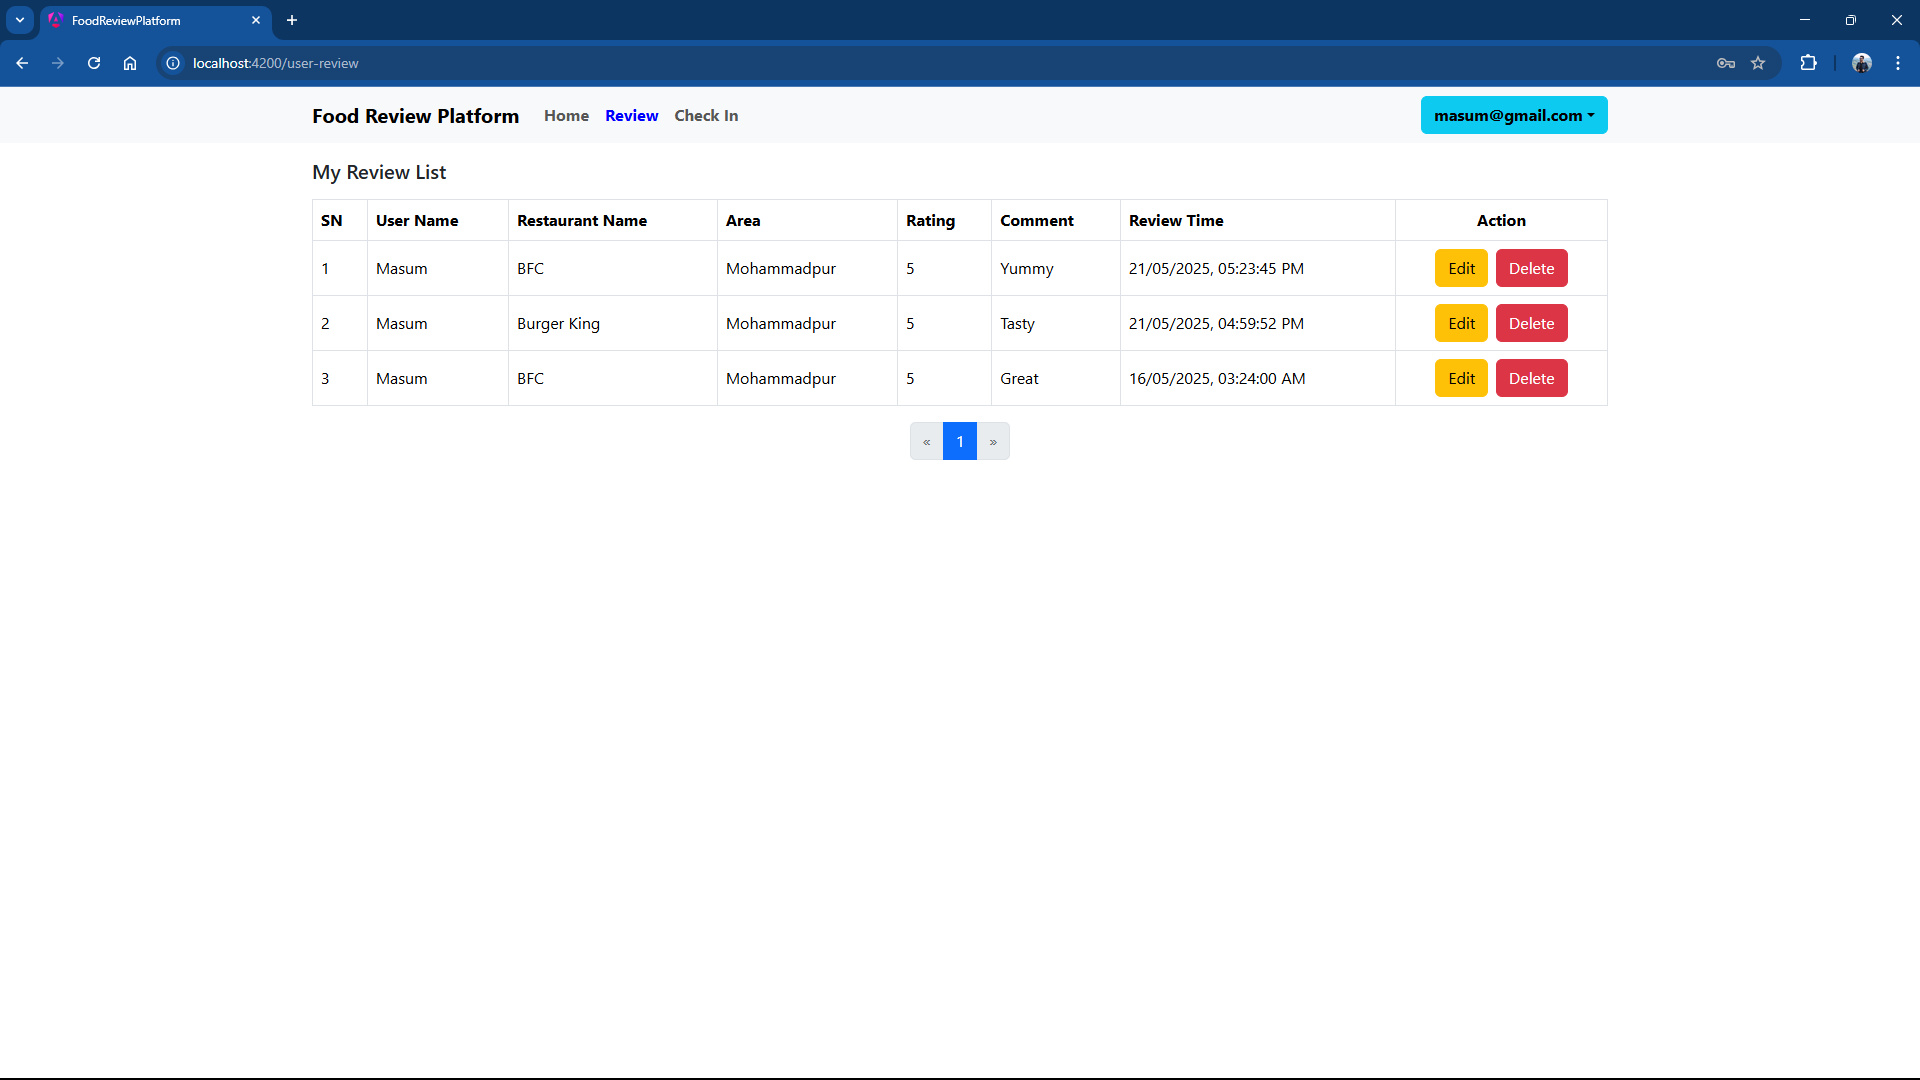 FoodReviewPlatform
localhost:4200/user-review
Food Review Platform Home Review Check In masum@gmail.com
My Review List
SN User Name Restaurant Name Area Rating Comment Review Time Action
1 Masum BFC Mohammadpur 5 Yummy 21/05/2025, 05:23:45 PM Edit Delete
2 Masum Burger King Mohammadpur 5 Tasty 21/05/2025, 04:59:52 PM Edit Delete
3 Masum BFC Mohammadpur 5 Great 16/05/2025, 03:24:00 AM Edit Delete
« 1 »